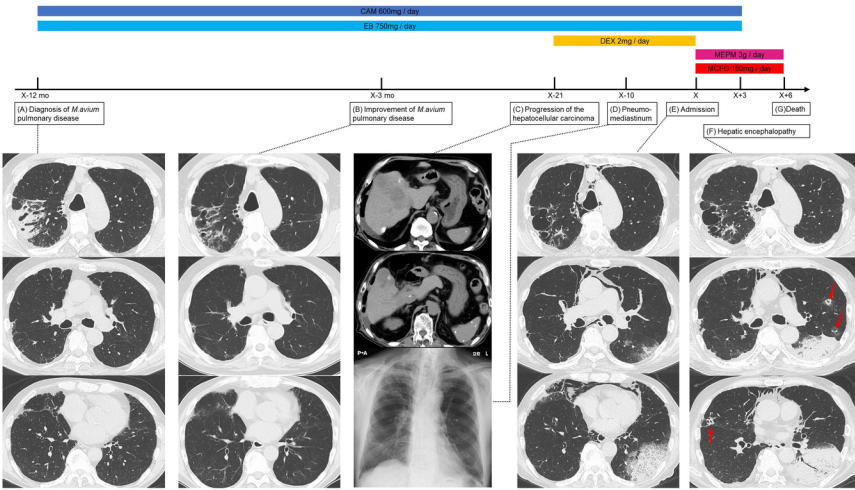 CAM 600mg / day
EB 750mg / day
DEX 2mg / day
MEPM 3g / day
MCFG 150mg / day
X-12 mo
X-3 mo
X-21
X-10
X
X+3
X+6
(A) Diagnosis of M.avium
pulmonary disease
(B) Improvement of M.avium
pulmonary disease
(C) Progression of the
hepatocellular carcinoma
(D) Pneumo-
mediastinum
(E) Admission
(G)Death
(F) Hepatic encephalopathy
P▪A
L